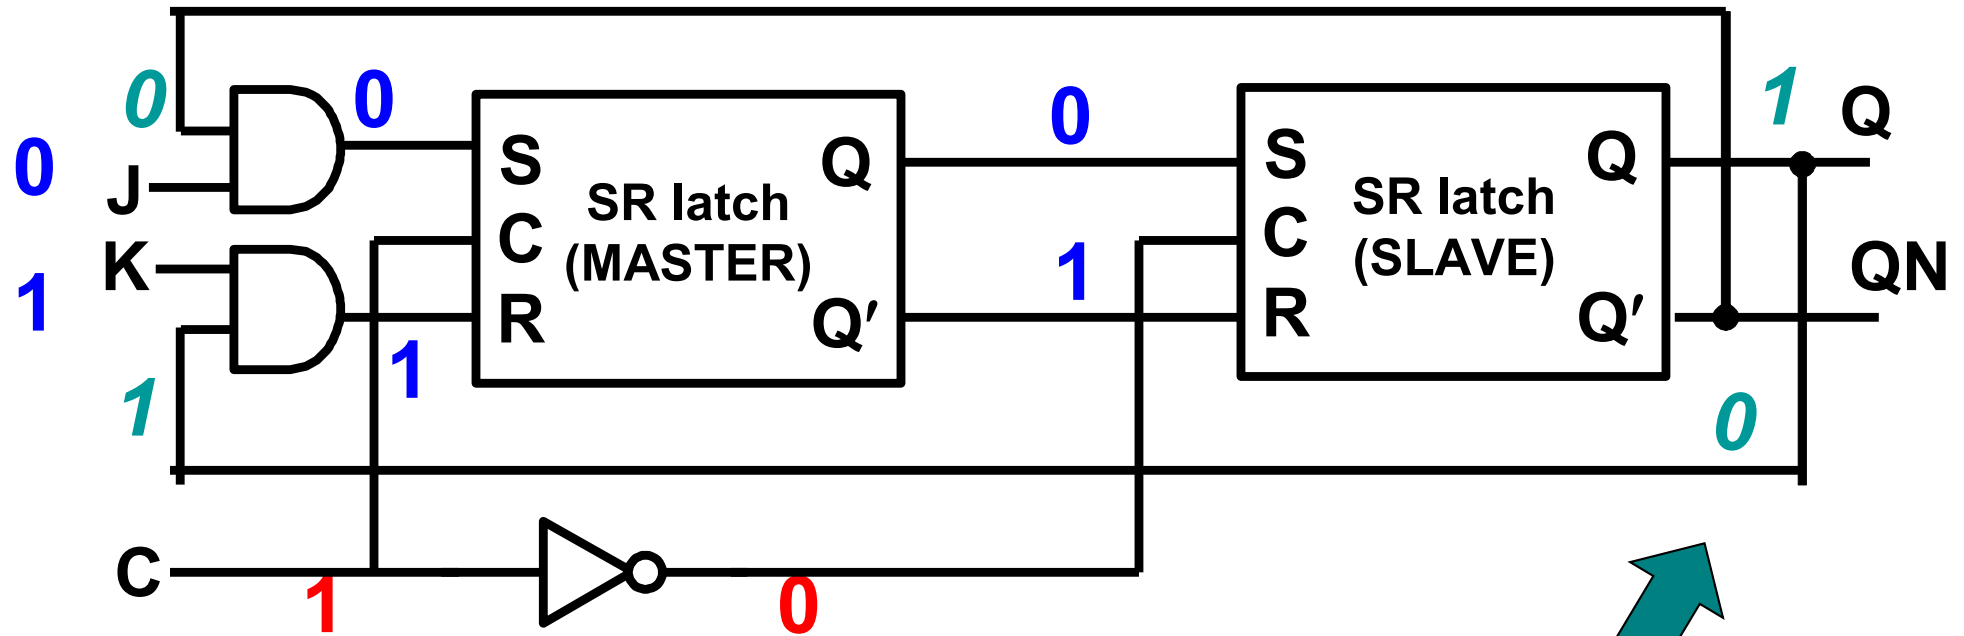 0 0 0 1 Q
0 J S Q S Q
SR latch SR latch
K C C
1 (MASTER) 1 (SLAVE) QN
R Q′ R Q′
1 1 0
C 1 0